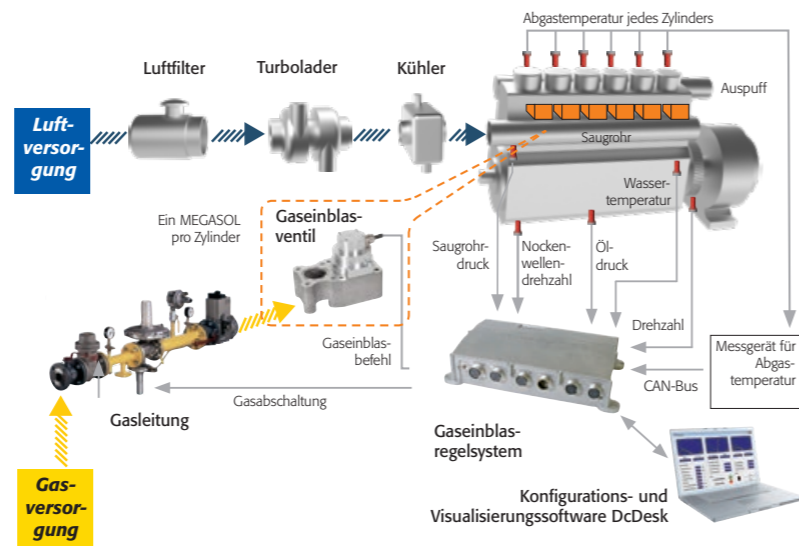 Abgastemperatur jedes Zylinders
Luftfilter
Turbolader
Kühler
Auspuff
Luft-
versor-
gung
Saugrohr
Wasser-
temperatur
Ein MEGASOL
pro Zylinder
Gaseinblas-
ventil
Saugrohr-
druck
Nocken-
wellen-
drehzahl
Öl-
druck
Drehzahl
Gaseinblas-
befehl
Messgerät für
Abgas-
temperatur
CAN-Bus
Gasabschaltung
Gasleitung
Gaseinblas-
regelsystem
Gas-
versor-
gung
Konfigurations- und
Visualisierungssoftware DcDesk